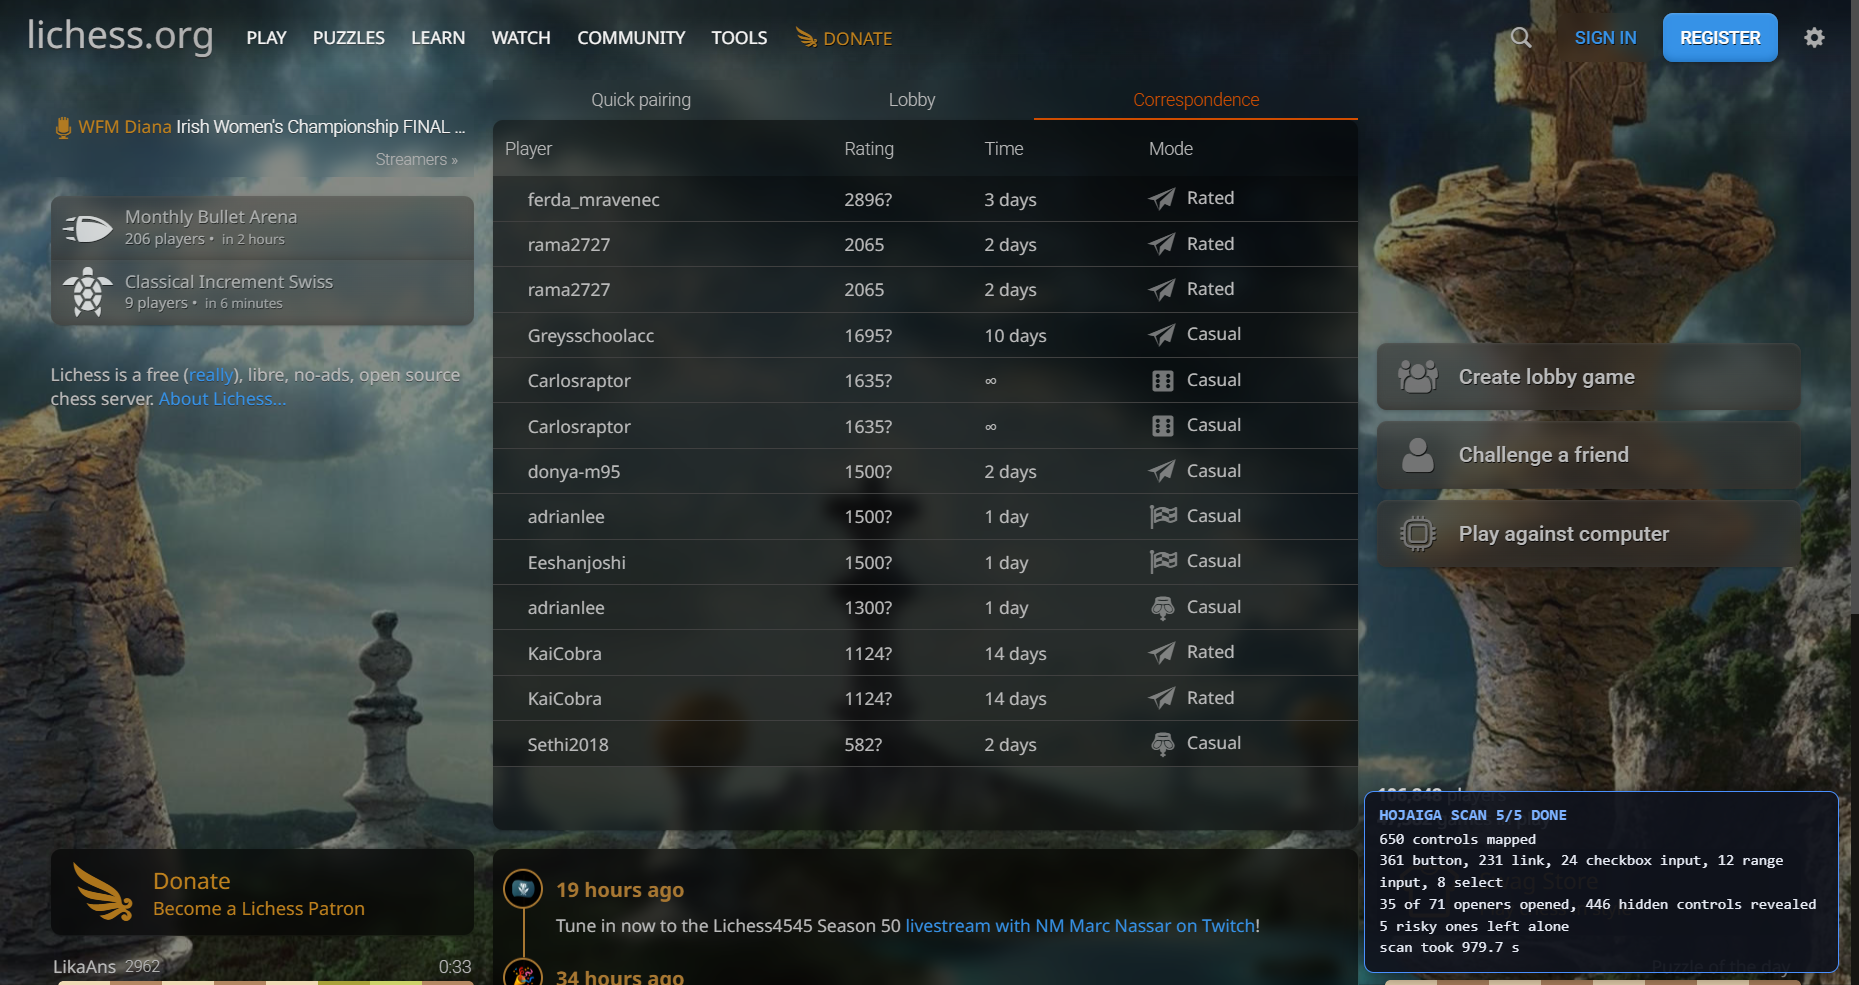 lichess.org PLAY PUZZLES LEARN WATCH COMMUNITY TOOLS DONATE SIGN IN REGISTER
WFM Diana Irish Women's Championship FINAL ...
Streamers »
Monthly Bullet Arena
206 players • in 2 hours
Classical Increment Swiss
9 players • in 6 minutes
Lichess is a free (really), libre, no-ads, open source
chess server. About Lichess...
Quick pairing Lobby Correspondence
Player Rating Time Mode
ferda_mravenec 2896? 3 days Rated
rama2727 2065 2 days Rated
rama2727 2065 2 days Rated
Greysschoolacc 1695? 10 days Casual
Carlosraptor 1635? ∞ Casual
Carlosraptor 1635? ∞ Casual
donya-m95 1500? 2 days Casual
adrianlee 1500? 1 day Casual
Eeshanjoshi 1500? 1 day Casual
adrianlee 1300? 1 day Casual
KaiCobra 1124? 14 days Rated
KaiCobra 1124? 14 days Rated
Sethi2018 582? 2 days Casual
Create lobby game
Challenge a friend
Play against computer
players
HOJAIGA SCAN 5/5 DONE
650 controls mapped
361 button, 231 link, 24 checkbox input, 12 range
input, 8 select
35 of 71 openers opened, 446 hidden controls revealed
5 risky ones left alone
scan took 979.7 s
Store
Puzzle of the day
Donate
Become a Lichess Patron
LikaAns 2962 0:33
19 hours ago
Tune in now to the Lichess4545 Season 50 livestream with NM Marc Nassar on Twitch!
34 hours ago